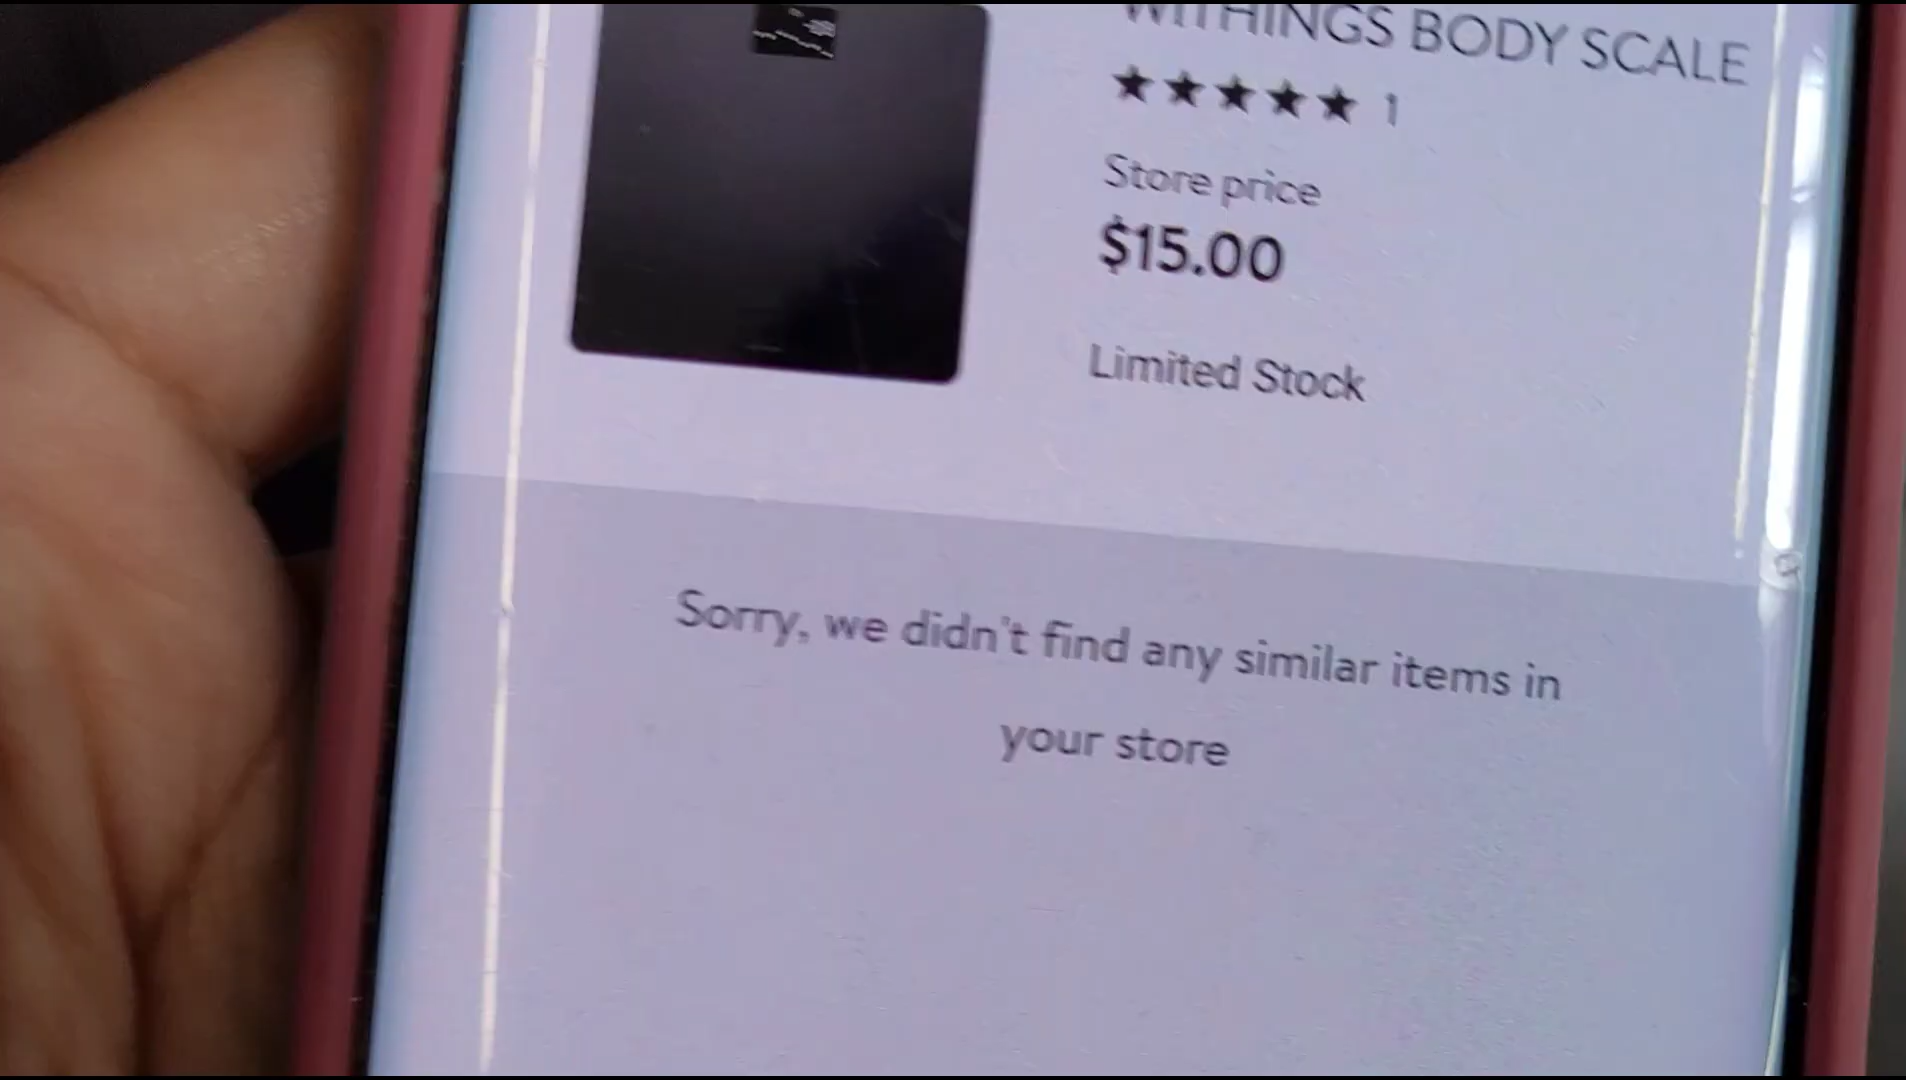 WITHINGS BODY SCALE
★★★★★ 1
Store price
$15.00
Limited Stock
Sorry, we didn't find any similar items in
your store